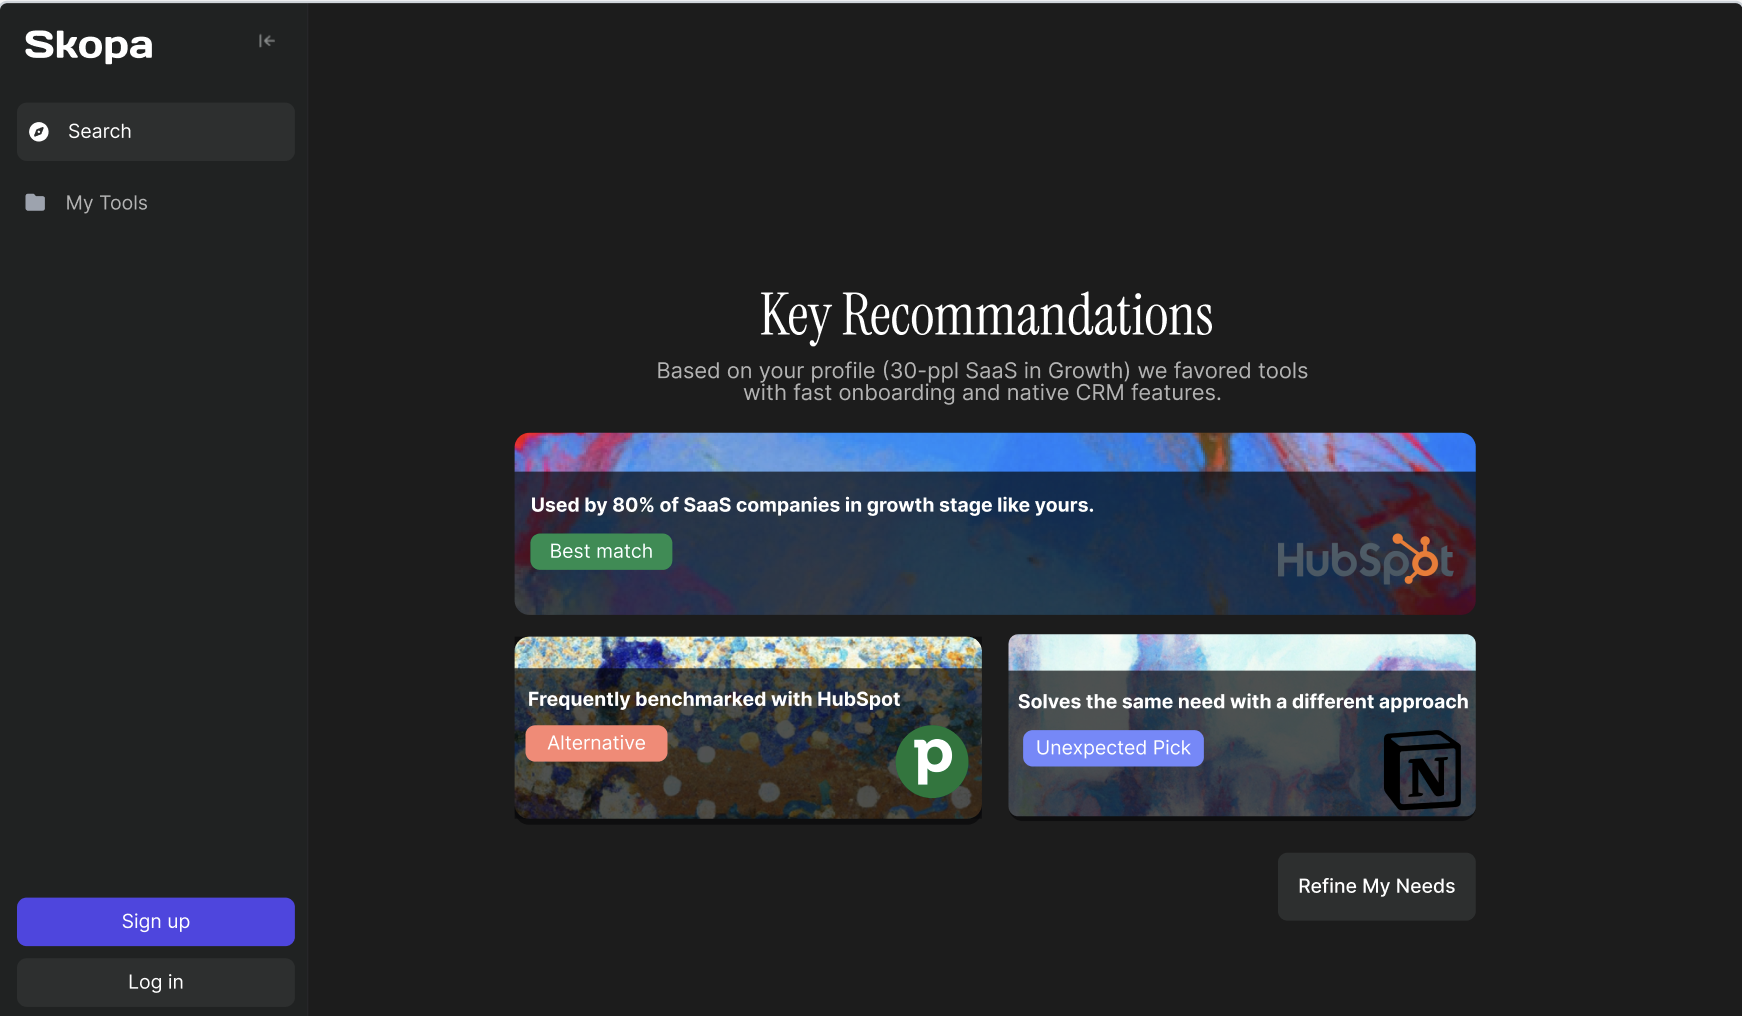 Skopa
Search
My Tools
Key Recommandations
Based on your profile (30-ppl SaaS in Growth) we favored tools
with fast onboarding and native CRM features.
Used by 80% of SaaS companies in growth stage like yours.
Best match
HubSpot
Frequently benchmarked with HubSpot
Alternative
p
Solves the same need with a different approach
Unexpected Pick
N
Refine My Needs
Sign up
Log in